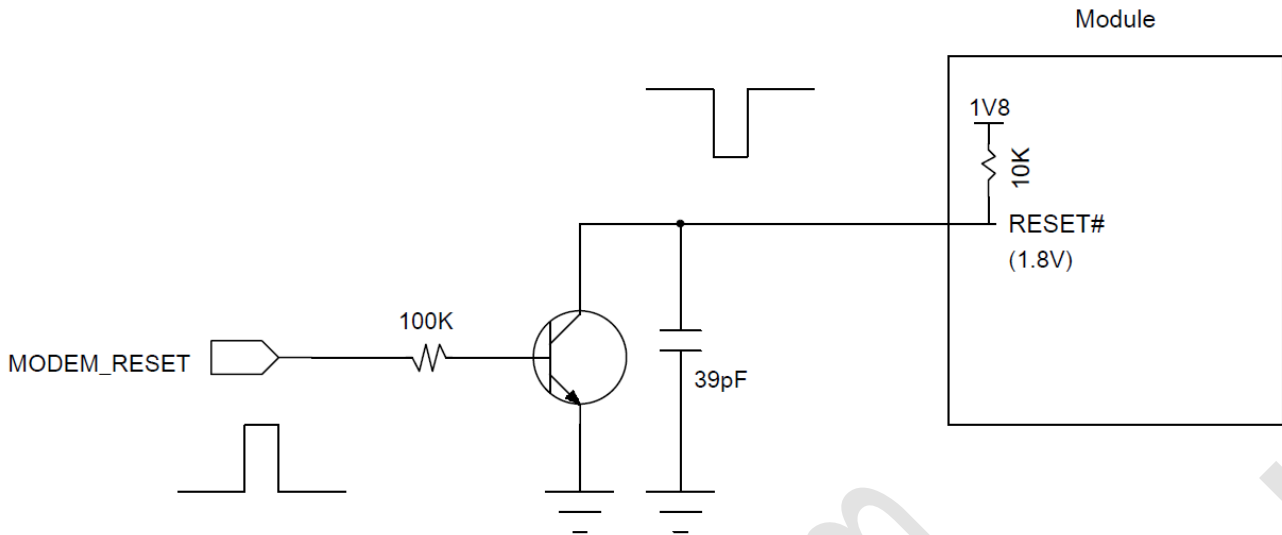 Module
1V8
10K
RESET#
(1.8V)
100K
MODEM_RESET
39pF